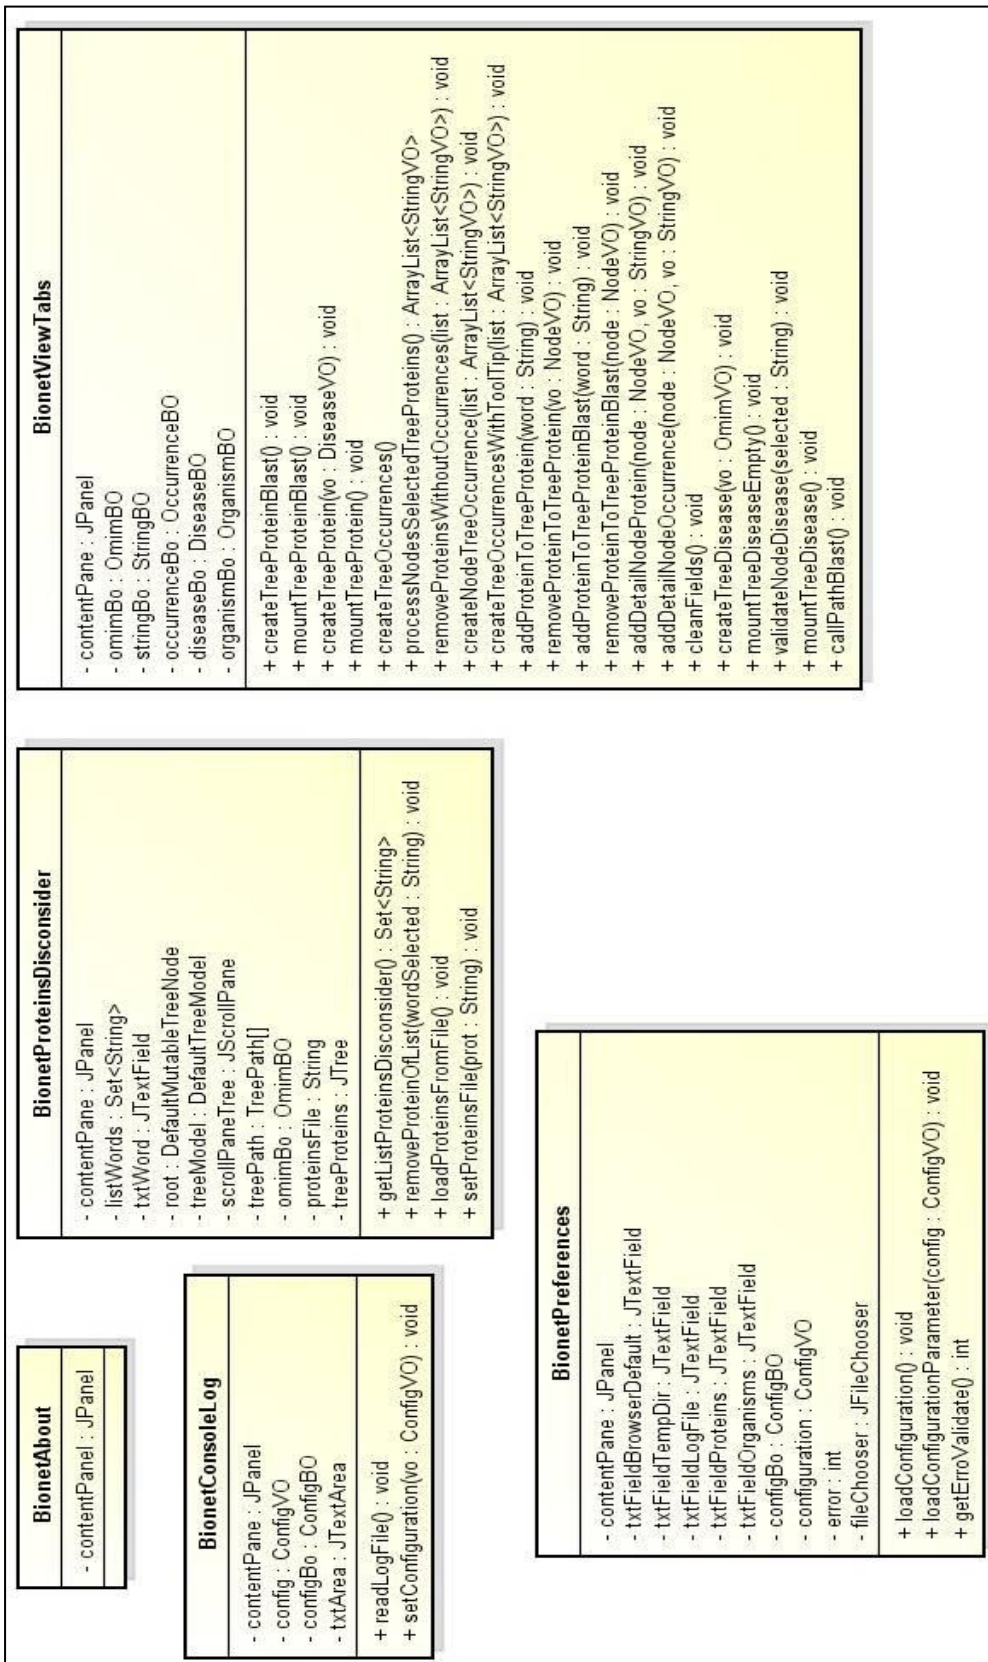 BionetAbout
- contentPanel : JPanel
BionetProteinsDisconsider
- contentPane : JPanel
- listWords : Set<String>
- txtWord : JTextField
- root : DefaultMutableTreeNode
- treeModel : DefaultTreeModel
- scrollPaneTree : JScrollPane
- treePath : TreePath[]
- omimBo : OmimBO
- proteinsFile : String
- treeProteins : JTree
+ getListProteinsDisconsider() : Set<String>
+ removeProteinOfList(wordSelected : String) : void
+ loadProteinsFromFile() : void
+ setProteinsFile(prot : String) : void
BionetViewTabs
- contentPane : JPanel
- omimBo : OmimBO
- stringBo : StringBO
- occurrenceBo : OccurrenceBO
- diseaseBo : DiseaseBO
- organismBo : OrganismBO
+ createTreeProteinBlast() : void
+ mountTreeProteinBlast() : void
+ createTreeProtein(vo : DiseaseVO) : void
+ mountTreeProtein() : void
+ createTreeOccurrences()
+ processNodesSelectedTreeProteins() : ArrayList<StringVO>
+ removeProteinsWithoutOccurrences(list : ArrayList<StringVO>) : void
+ createNodeTreeOccurrence(list : ArrayList<StringVO>) : void
+ createTreeOccurrencesWithToolTip(list : ArrayList<StringVO>) : void
+ addProteinToTreeProtein(word : String) : void
+ removeProteinToTreeProtein(vo : NodeVO) : void
+ addProteinToTreeProteinBlast(word : String) : void
+ removeProteinToTreeProteinBlast(node : NodeVO) : void
+ addDetailNodeProtein(node : NodeVO, vo : StringVO) : void
+ addDetailNodeOccurrence(node : NodeVO, vo : StringVO) : void
+ cleanFields() : void
+ createTreeDisease(vo : OmimVO) : void
+ mountTreeDiseaseEmpty() : void
+ validateNodeDisease(selected : String) : void
+ mountTreeDisease() : void
+ callPathBlast() : void
BionetConsoleLog
- contentPane : JPanel
- config : ConfigVO
- configBo : ConfigBO
- txtArea : JTextArea
+ readLogFile() : void
+ setConfiguration(vo : ConfigVO) : void
BionetPreferences
- contentPane : JPanel
- txtFieldBrowserDefault : JTextField
- txtFieldTempDir : JTextField
- txtFieldLogFile : JTextField
- txtFieldProteins : JTextField
- txtFieldOrganisms : JTextField
- configBo : ConfigBO
- configuration : ConfigVO
- error : int
- fileChooser : JFileChooser
+ loadConfiguration() : void
+ loadConfigurationParameter(config : ConfigVO) : void
+ getErroValidate() : int